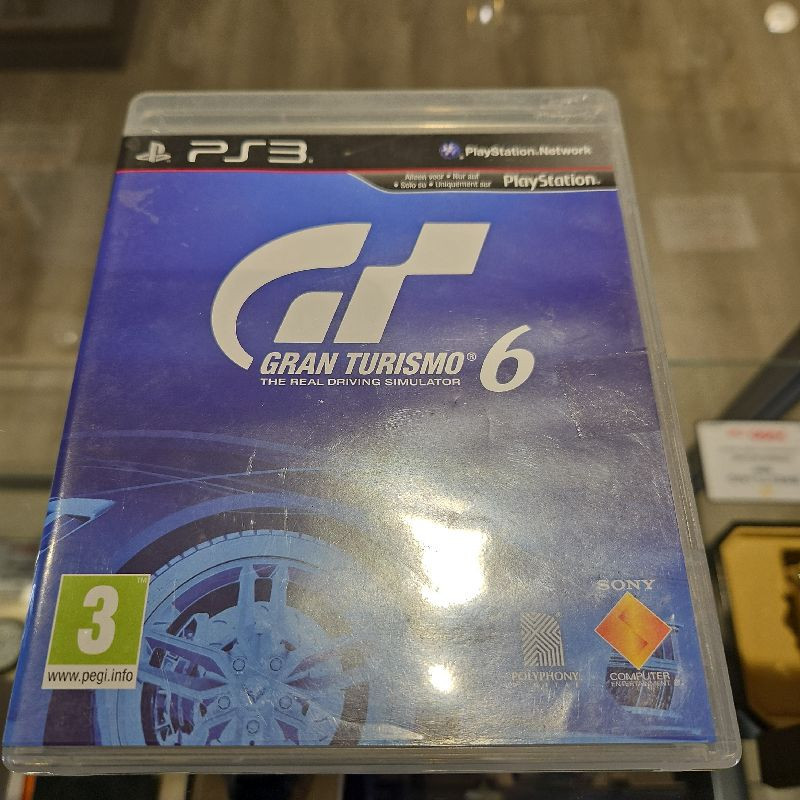 PS3
PlayStation®Network
Alleen voor • Nur auf
• Solo su • Uniquement sur
PlayStation
GRAN TURISMO® 6
THE REAL DRIVING SIMULATOR
3
™
www.pegi.info
POLYPHONY
SONY
COMPUTER
ENTERTAINMENT